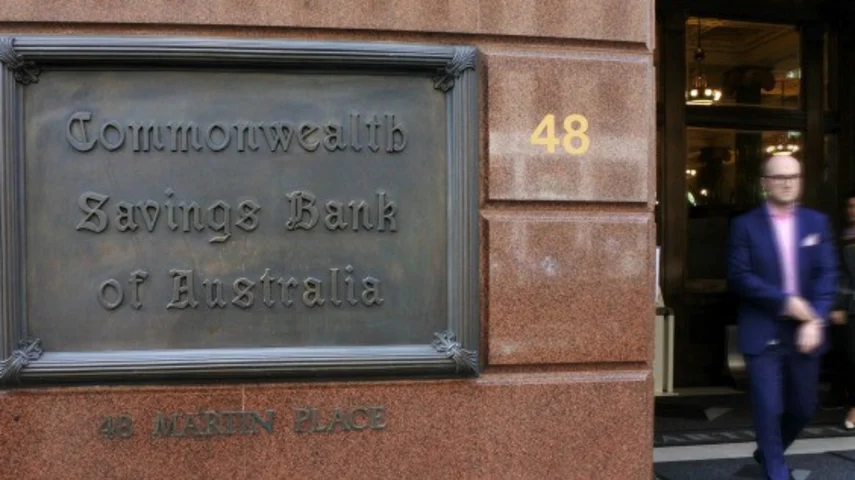 Commonwealth
Savings Bank
of Australia
48
48 MARTIN PLACE